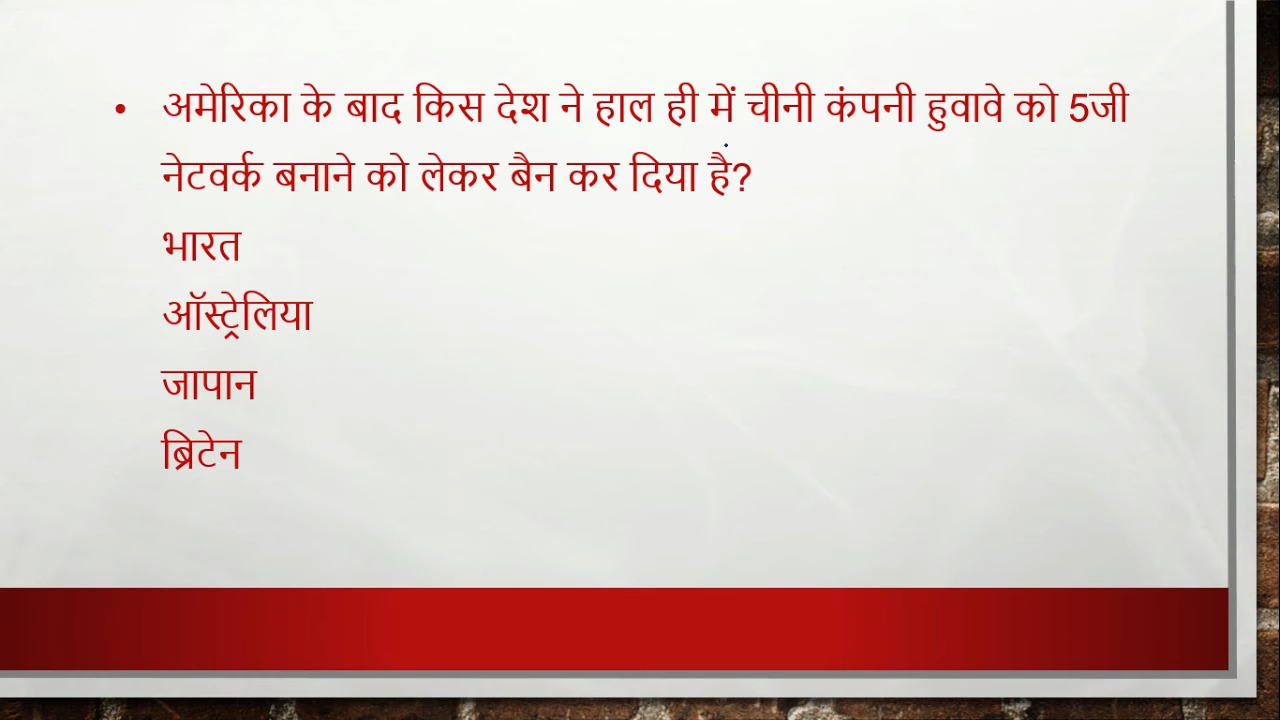 • अमेरिका के बाद किस देश ने हाल ही में चीनी कंपनी हुवावे को 5जी
नेटवर्क बनाने को लेकर बैन कर दिया है?
भारत
ऑस्ट्रेलिया
जापान
ब्रिटेन